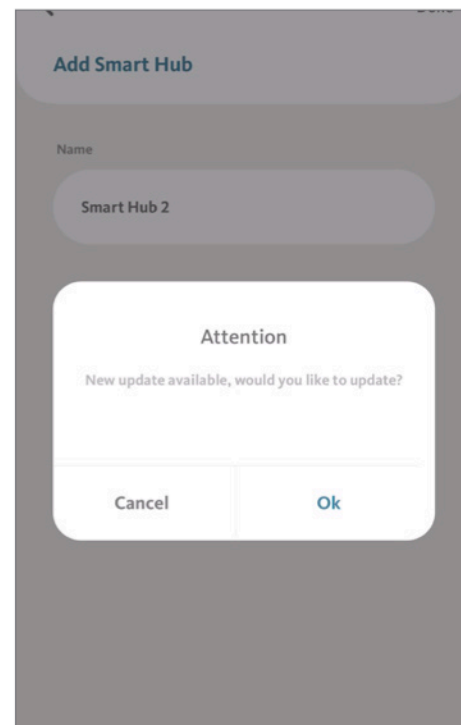 Add Smart Hub
Name
Smart Hub 2
Attention
New update available, would you like to update?
Cancel
Ok